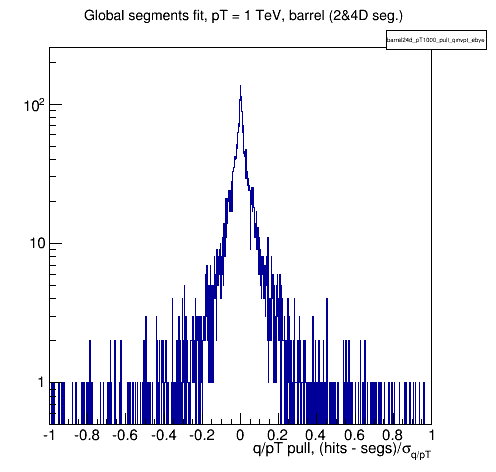 Global segments fit, pT = 1 TeV, barrel (2&4D seg.)
barrel24d_pT1000_pull_qinvpt_ebye
10²
10
1
-1 -0.8 -0.6 -0.4 -0.2 0 0.2 0.4 0.6 0.8 1
q/pT pull, (hits - segs)/σ_q/pT